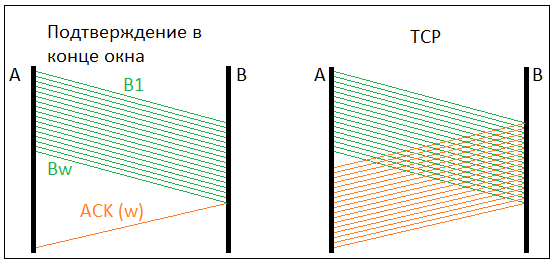 Подтверждение в
конце окна
A
B1
B
Bw
ACK (w)
TCP
A
B